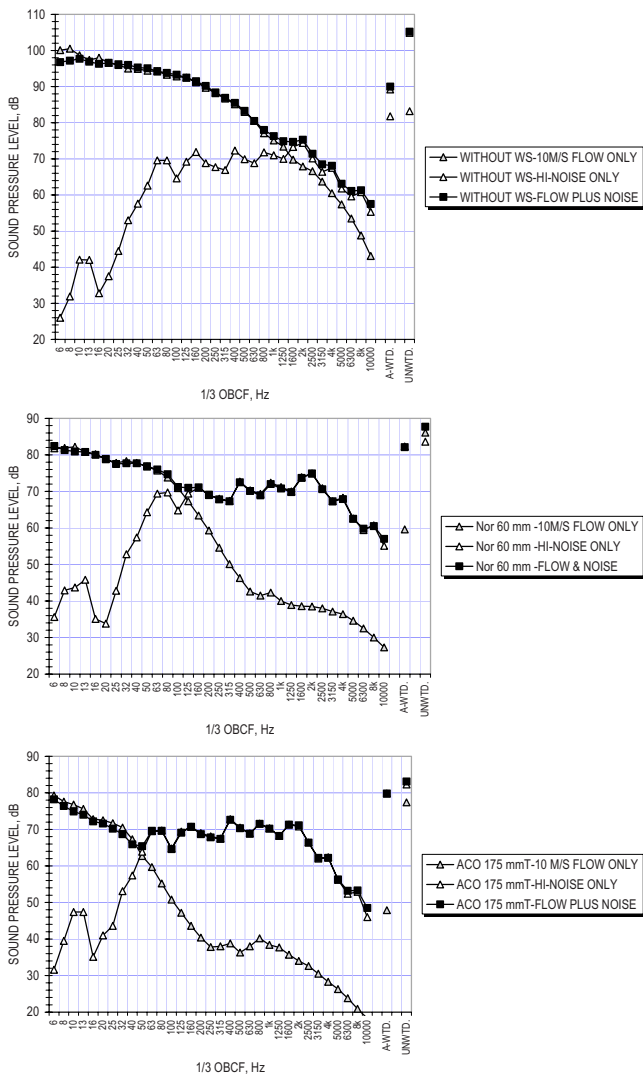 110
100
90
80
70
60
50
40
30
20
SOUND PRESSURE LEVEL, dB
6 8 10 13 16 20 25 32 40 50 63 80 100 125 160 200 250 315 400 500 630 800 1k 1250 1600 2k 2500 3150 4k 5000 6300 8k 10000 A-WTD. UNWTD.
1/3 OBCF, Hz
WITHOUT WS-10M/S FLOW ONLY
WITHOUT WS-HI-NOISE ONLY
WITHOUT WS-FLOW PLUS NOISE
90
80
70
60
50
40
30
20
SOUND PRESSURE LEVEL, dB
6 8 10 13 16 20 25 32 40 50 63 80 100 125 160 200 250 315 400 500 630 800 1k 1250 1600 2k 2500 3150 4k 5000 6300 8k 10000 A-WTD. UNWTD.
1/3 OBCF, Hz
Nor 60 mm -10M/S FLOW ONLY
Nor 60 mm -HI-NOISE ONLY
Nor 60 mm -FLOW & NOISE
90
80
70
60
50
40
30
20
SOUND PRESSURE LEVEL, dB
6 8 10 13 16 20 25 32 40 50 63 80 100 125 160 200 250 315 400 500 630 800 1k 1250 1600 2k 2500 3150 4k 5000 6300 8k 10000 A-WTD. UNWTD.
1/3 OBCF, Hz
ACO 175 mmT-10 M/S FLOW ONLY
ACO 175 mmT-HI-NOISE ONLY
ACO 175 mmT-FLOW PLUS NOISE